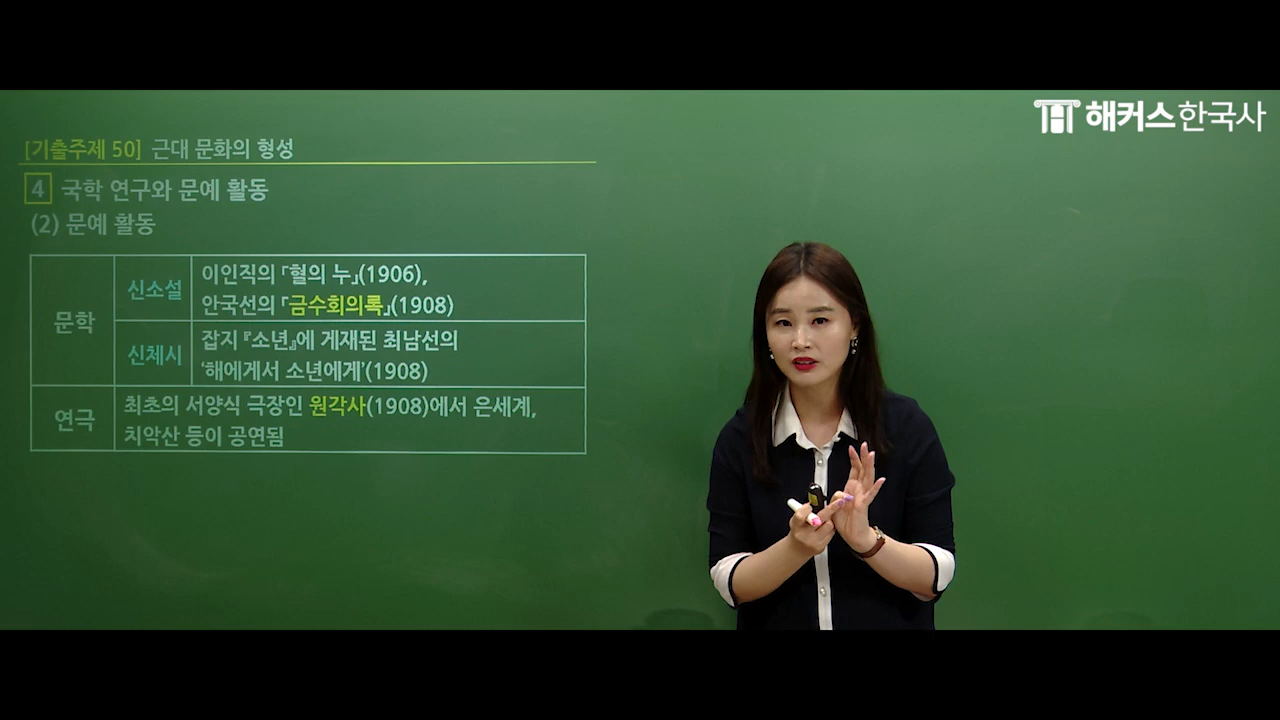 해커스한국사
[기출주제 50] 근대 문화의 형성
4 국학 연구와 문예 활동
(2) 문예 활동
문학
신소설
이인직의 「혈의 누」(1906),
안국선의 「금수회의록」(1908)
신체시
잡지 『소년』에 게재된 최남선의
‘해에게서 소년에게’(1908)
연극
최초의 서양식 극장인 원각사(1908)에서 은세계,
치악산 등이 공연됨